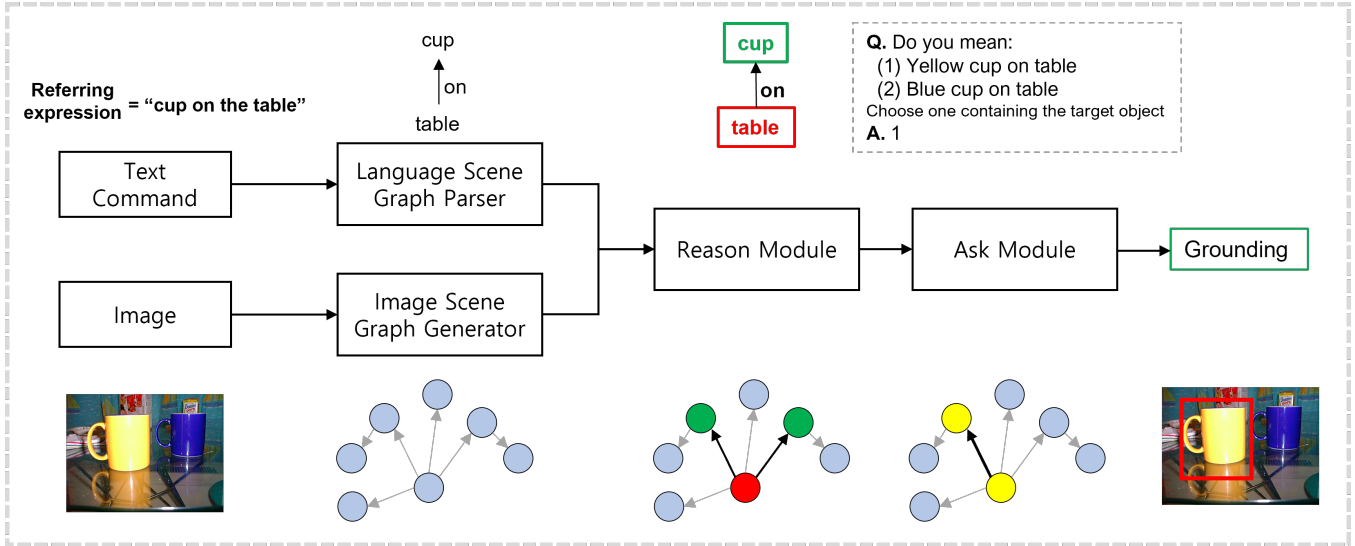 Referring
expression = “cup on the table”
cup
on
table
cup
on
table
Q. Do you mean:
(1) Yellow cup on table
(2) Blue cup on table
Choose one containing the target object
A. 1
Text
Command
Language Scene
Graph Parser
Reason Module
Ask Module
Grounding
Image
Image Scene
Graph Generator